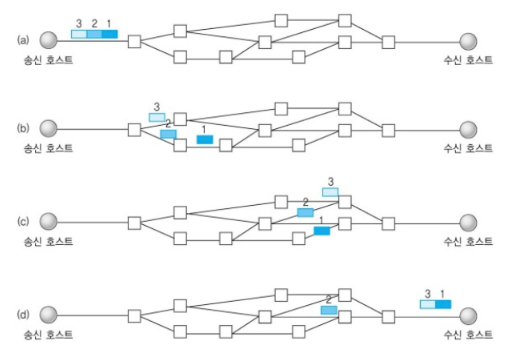 3 2 1
(a)
송신 호스트 수신 호스트
3
2 1
(b)
송신 호스트 수신 호스트
3
2
1
(c)
송신 호스트 수신 호스트
2 3 1
(d)
송신 호스트 수신 호스트